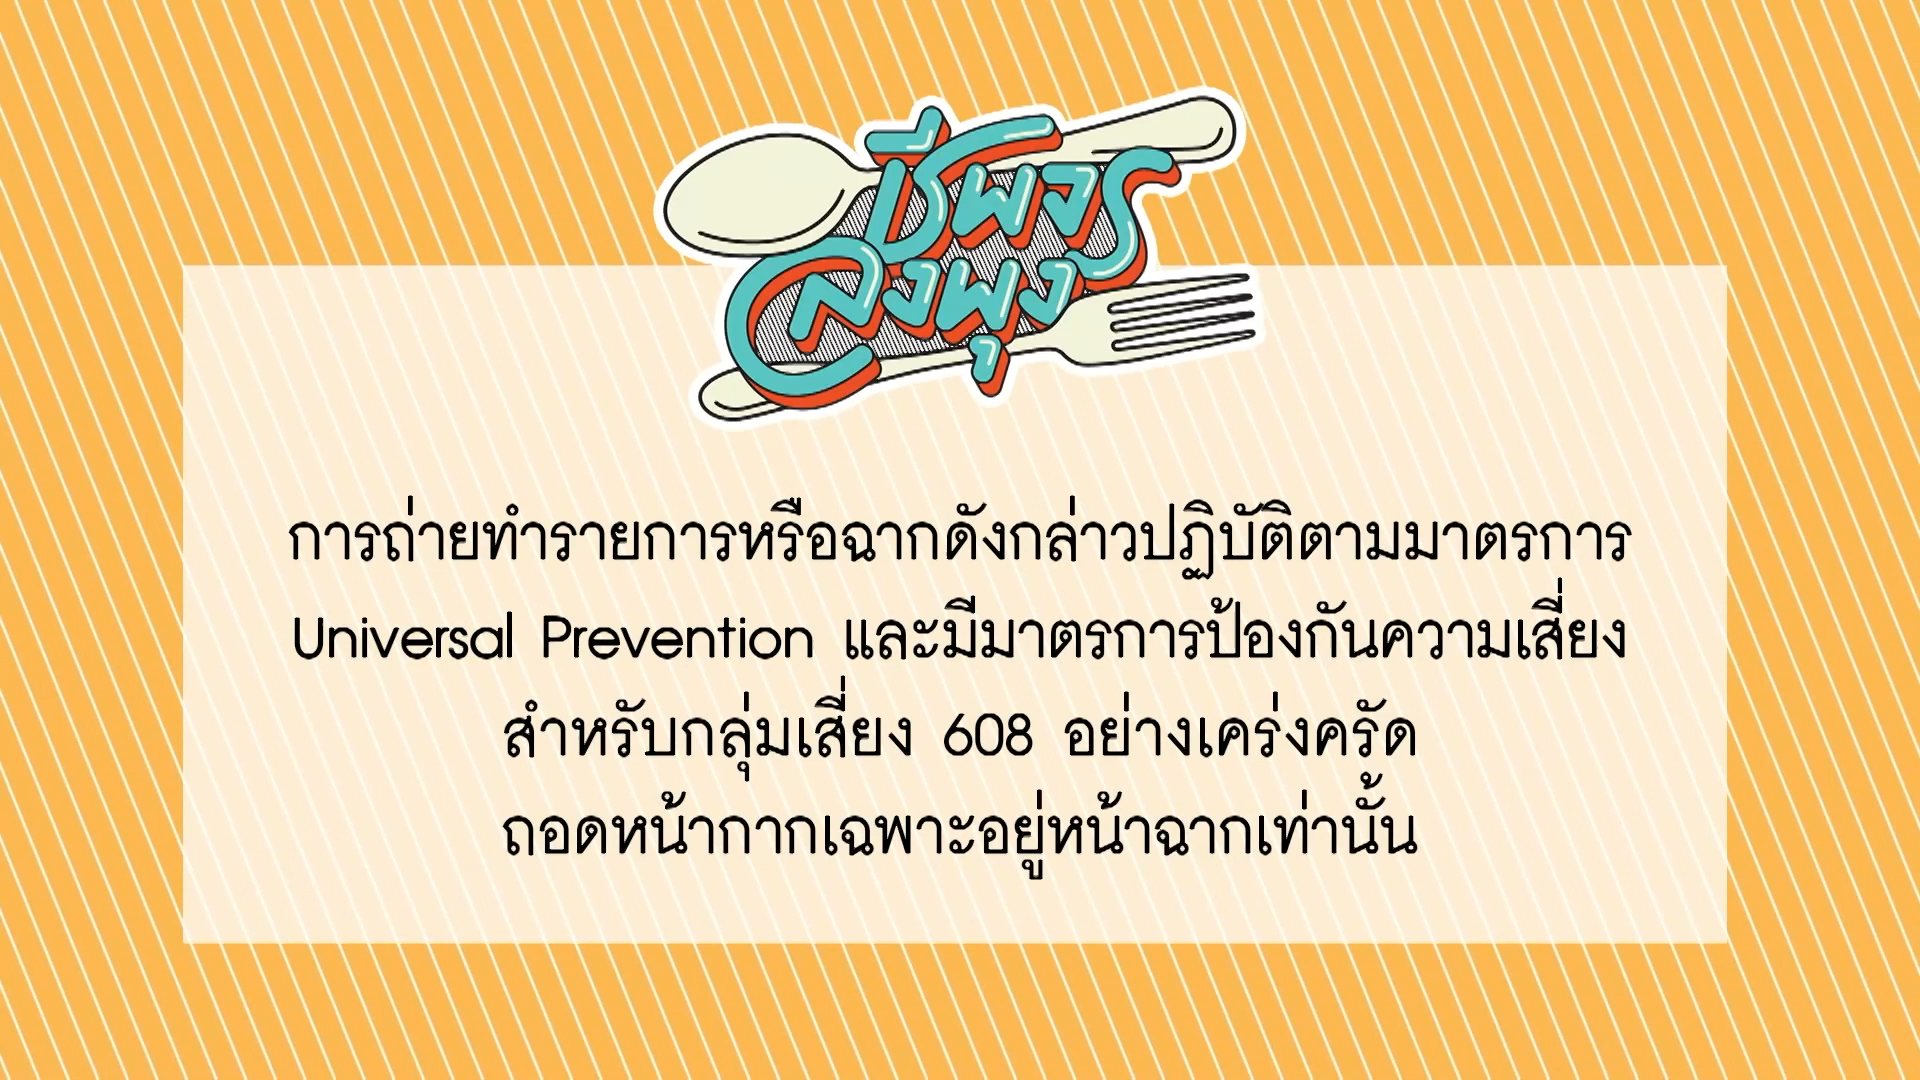 ชีพจร
ลงพุง
การถ่ายทำรายการหรือฉากดังกล่าวปฏิบัติตามมาตรการ
Universal Prevention และมีมาตรการป้องกันความเสี่ยง
สำหรับกลุ่มเสี่ยง 608 อย่างเคร่งครัด
ถอดหน้ากากเฉพาะอยู่หน้าฉากเท่านั้น